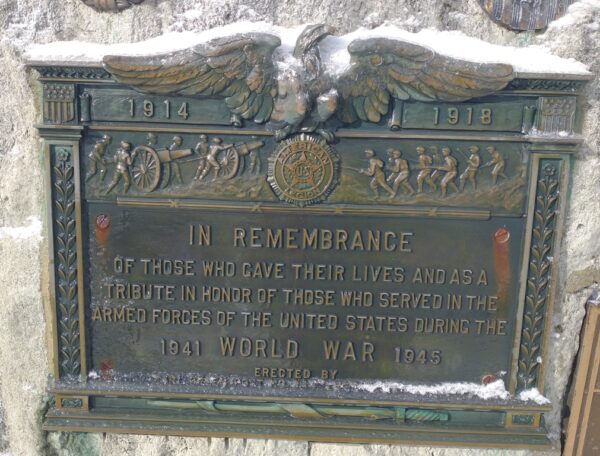 1914 1918
IN REMEMBRANCE
OF THOSE WHO GAVE THEIR LIVES AND AS A
TRIBUTE IN HONOR OF THOSE WHO SERVED IN THE
ARMED FORCES OF THE UNITED STATES DURING THE
1941 WORLD WAR 1945
ERECTED BY